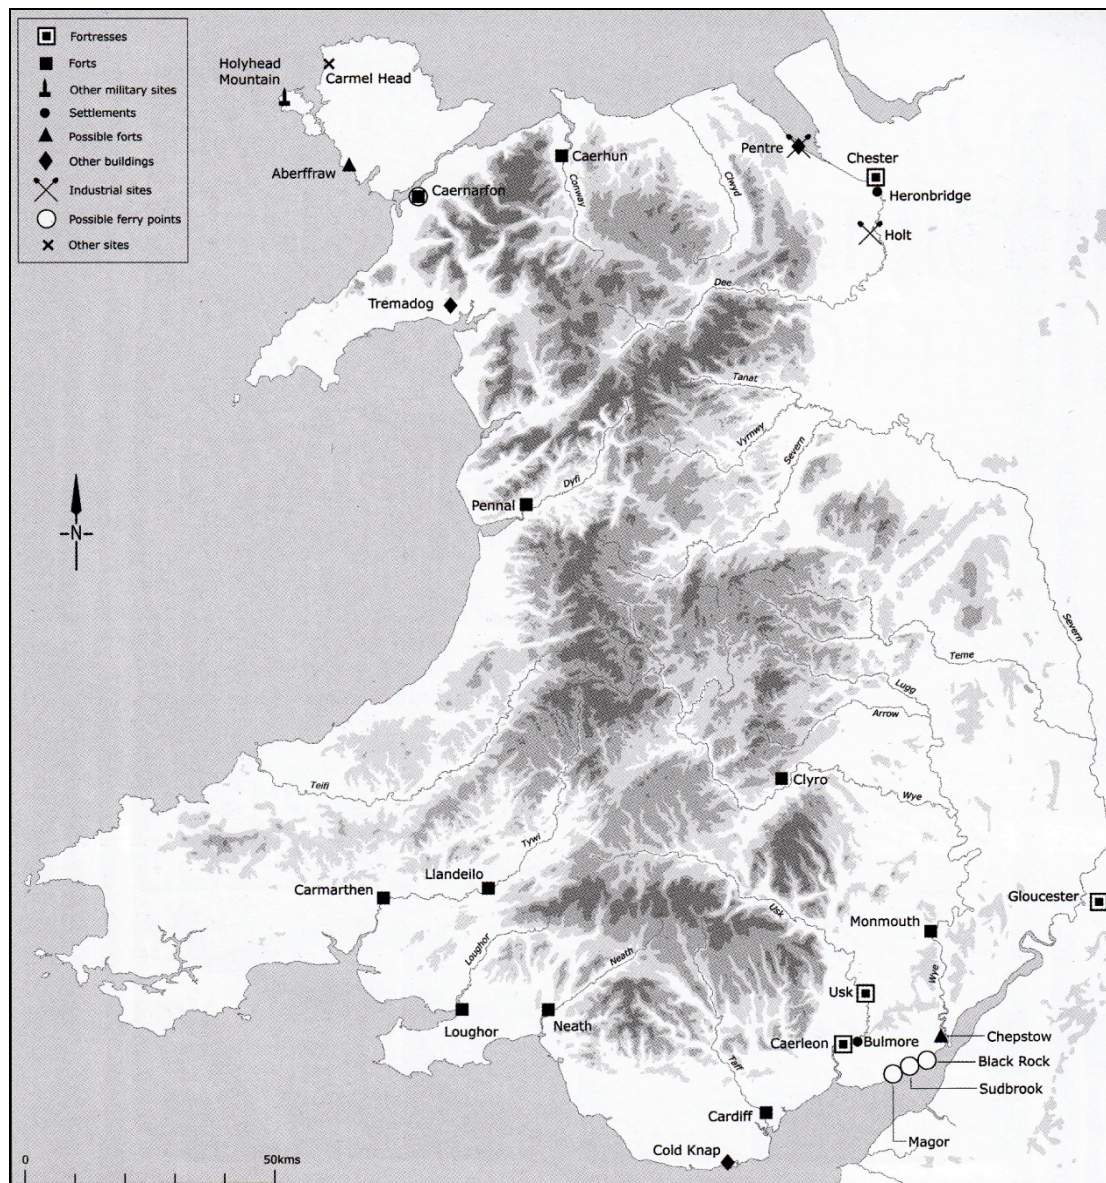 Fortresses
Forts
Other military sites
Settlements
Possible forts
Other buildings
Industrial sites
Possible ferry points
Other sites
Holyhead
Mountain
Carmel Head
Aberffraw
Caernarfon
Caerhun
Conway
Clwyd
Pentre
Chester
Heronbridge
Holt
Tremadog
Dee
Tanat
Vyrnwy
Severn
N
Pennal
Dyfi
Severn
Teme
Lugg
Arrow
Clyro
Wye
Teifi
Tywi
Llandeilo
Carmarthen
Usk
Gloucester
Monmouth
Loughor
Neath
Wye
Usk
Loughor
Neath
Taff
Caerleon
Bulmore
Chepstow
Black Rock
Sudbrook
Cardiff
Magor
Cold Knap
0
50kms